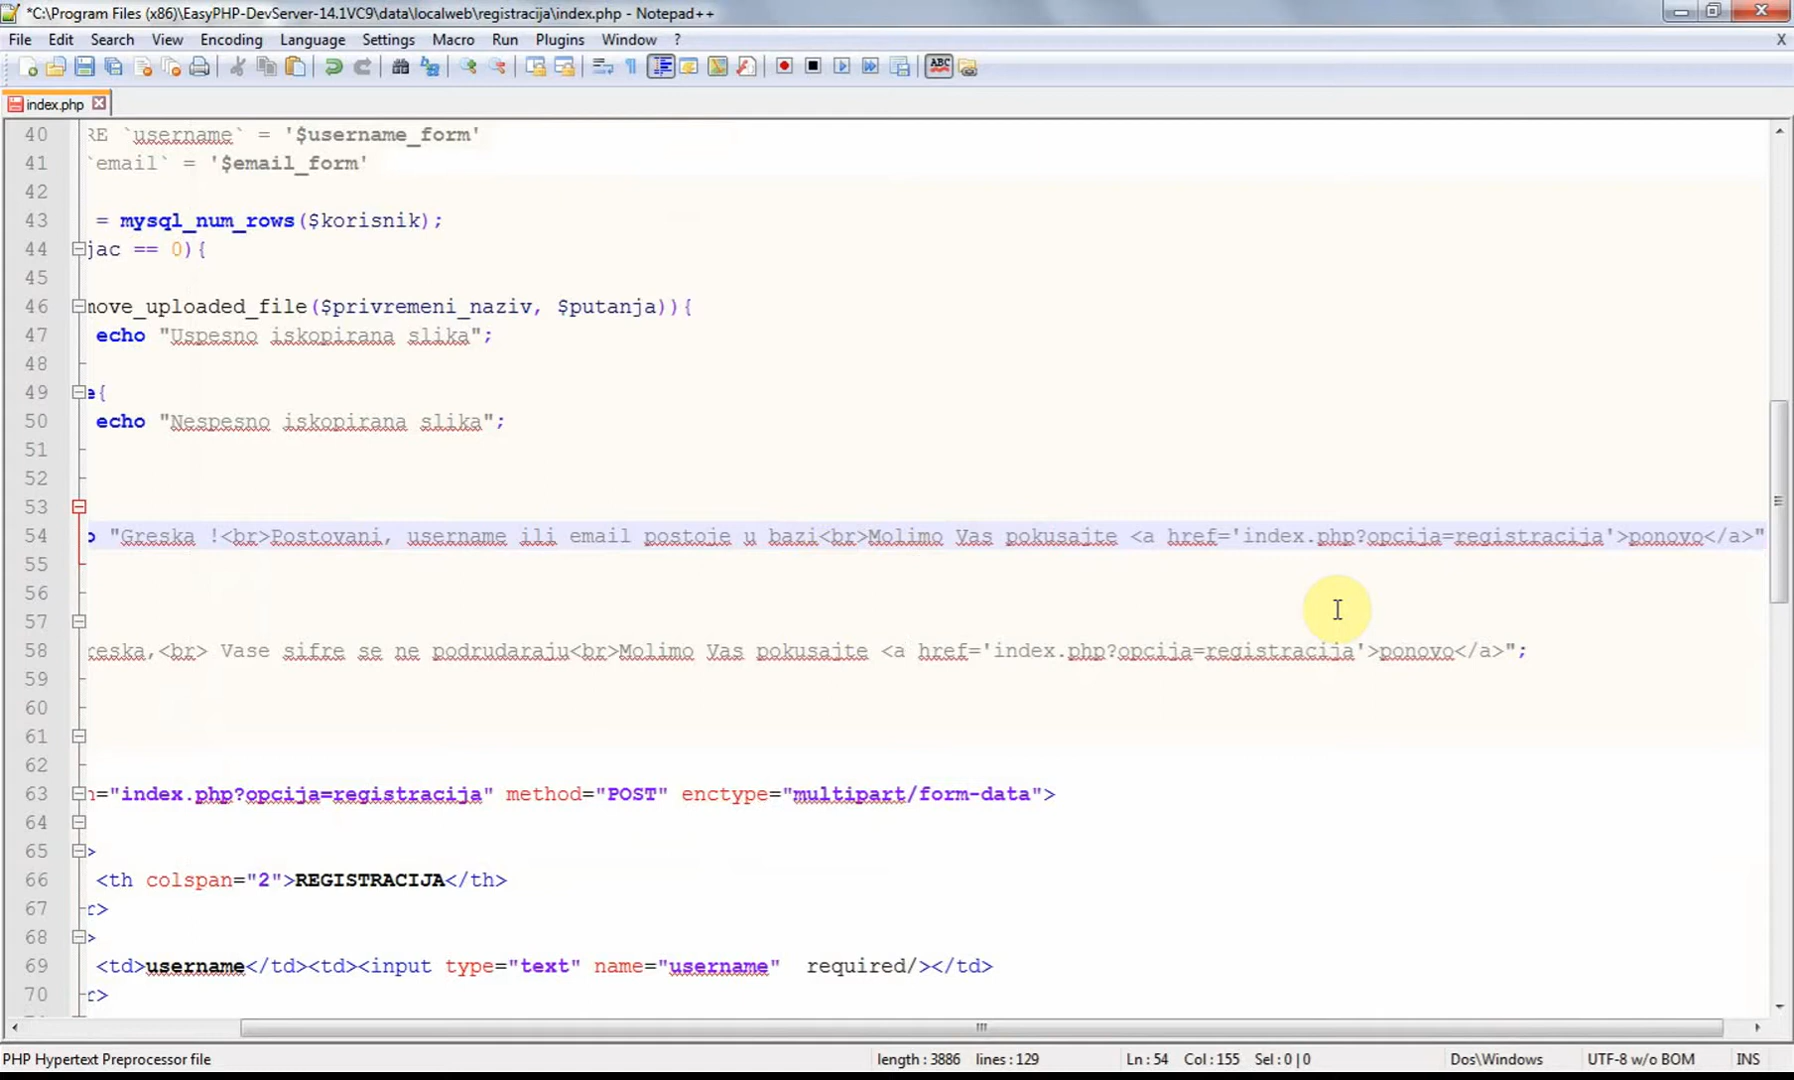 *C:\Program Files (x86)\EasyPHP-DevServer-14.1VC9\data\localweb\registracija\index.php - Notepad++
File Edit Search View Encoding Language Settings Macro Run Plugins Window ? X
ABC
index.php
40 RE `username` = '$username_form'
41 `email` = '$email_form'
42
43 = mysql_num_rows($korisnik);
44 jac == 0){
45
46 move_uploaded_file($privremeni_naziv, $putanja)){
47 echo "Uspesno iskopirana slika";
48
49 e{
50 echo "Nespesno iskopirana slika";
51
52
53
54 o "Greska !<br>Postovani, username ili email postoje u bazi<br>Molimo Vas pokusajte <a href='index.php?opcija=registracija'>ponovo</a>"
55
56
57
58 reska,<br> Vase sifre se ne podrudaraju<br>Molimo Vas pokusajte <a href='index.php?opcija=registracija'>ponovo</a>";
59
60
61
62
63 n="index.php?opcija=registracija" method="POST" enctype="multipart/form-data">
64
65 >
66 <th colspan="2">REGISTRACIJA</th>
67 r>
68 >
69 <td>username</td><td><input type="text" name="username"  required/></td>
70 r>
PHP Hypertext Preprocessor file length : 3886 lines : 129 Ln : 54 Col : 155 Sel : 0 | 0 Dos\Windows UTF-8 w/o BOM INS